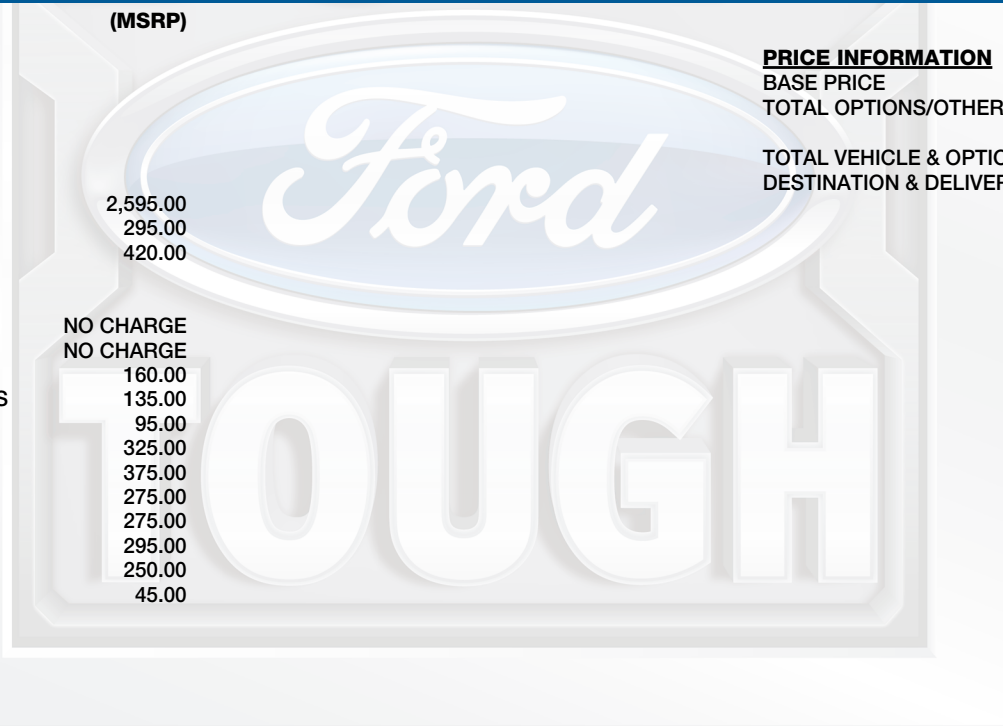 (MSRP)
2,595.00
295.00
420.00
NO CHARGE
NO CHARGE
160.00
S
135.00
95.00
325.00
375.00
275.00
275.00
295.00
250.00
45.00
PRICE INFORMATION
BASE PRICE
TOTAL OPTIONS/OTHER
TOTAL VEHICLE & OPTIO
DESTINATION & DELIVER
Ford
TOUGH